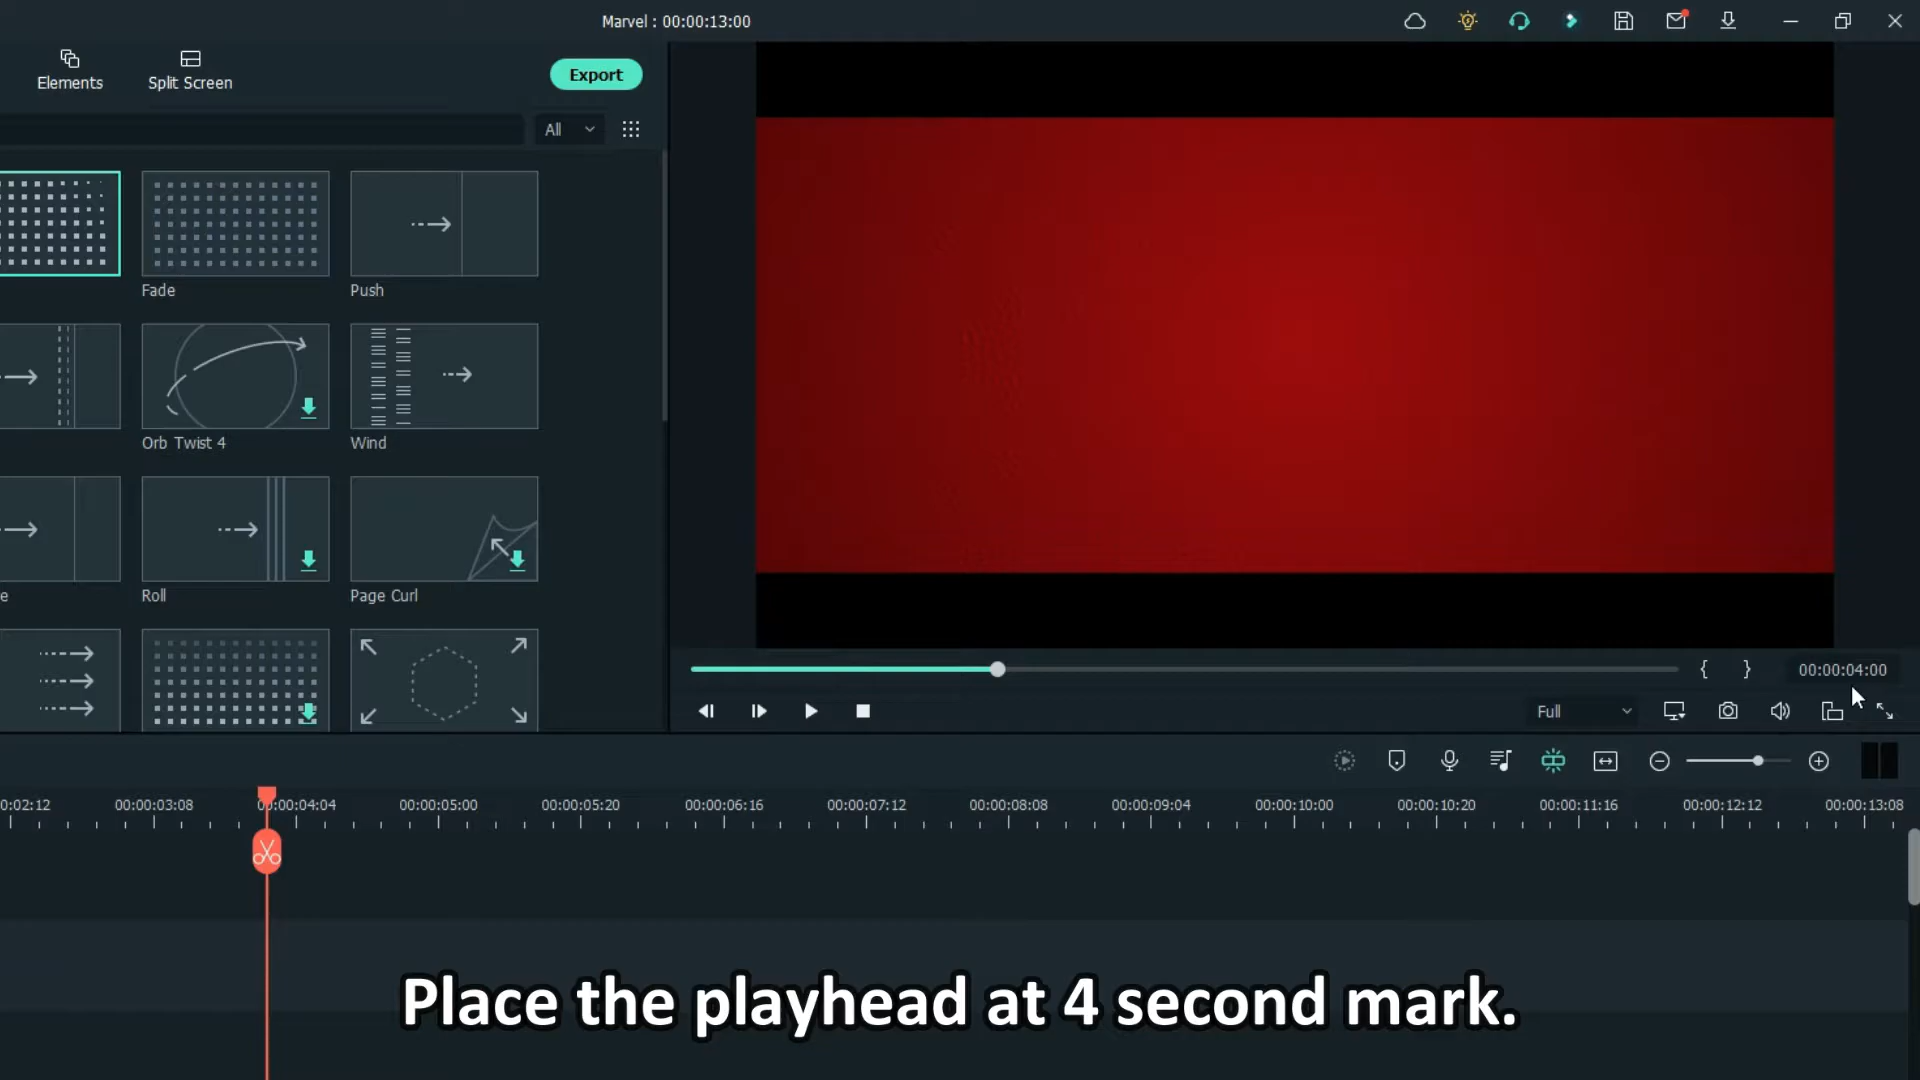 Marvel : 00:00:13:00
Elements
Split Screen
Export
All
Fade
Push
Orb Twist 4
Wind
e
Roll
Page Curl
{ }
00:00:04:00
Full
0:02:12
00:00:03:08
00:00:04:04
00:00:05:00
00:00:05:20
00:00:06:16
00:00:07:12
00:00:08:08
00:00:09:04
00:00:10:00
00:00:10:20
00:00:11:16
00:00:12:12
00:00:13:08
Place the playhead at 4 second mark.